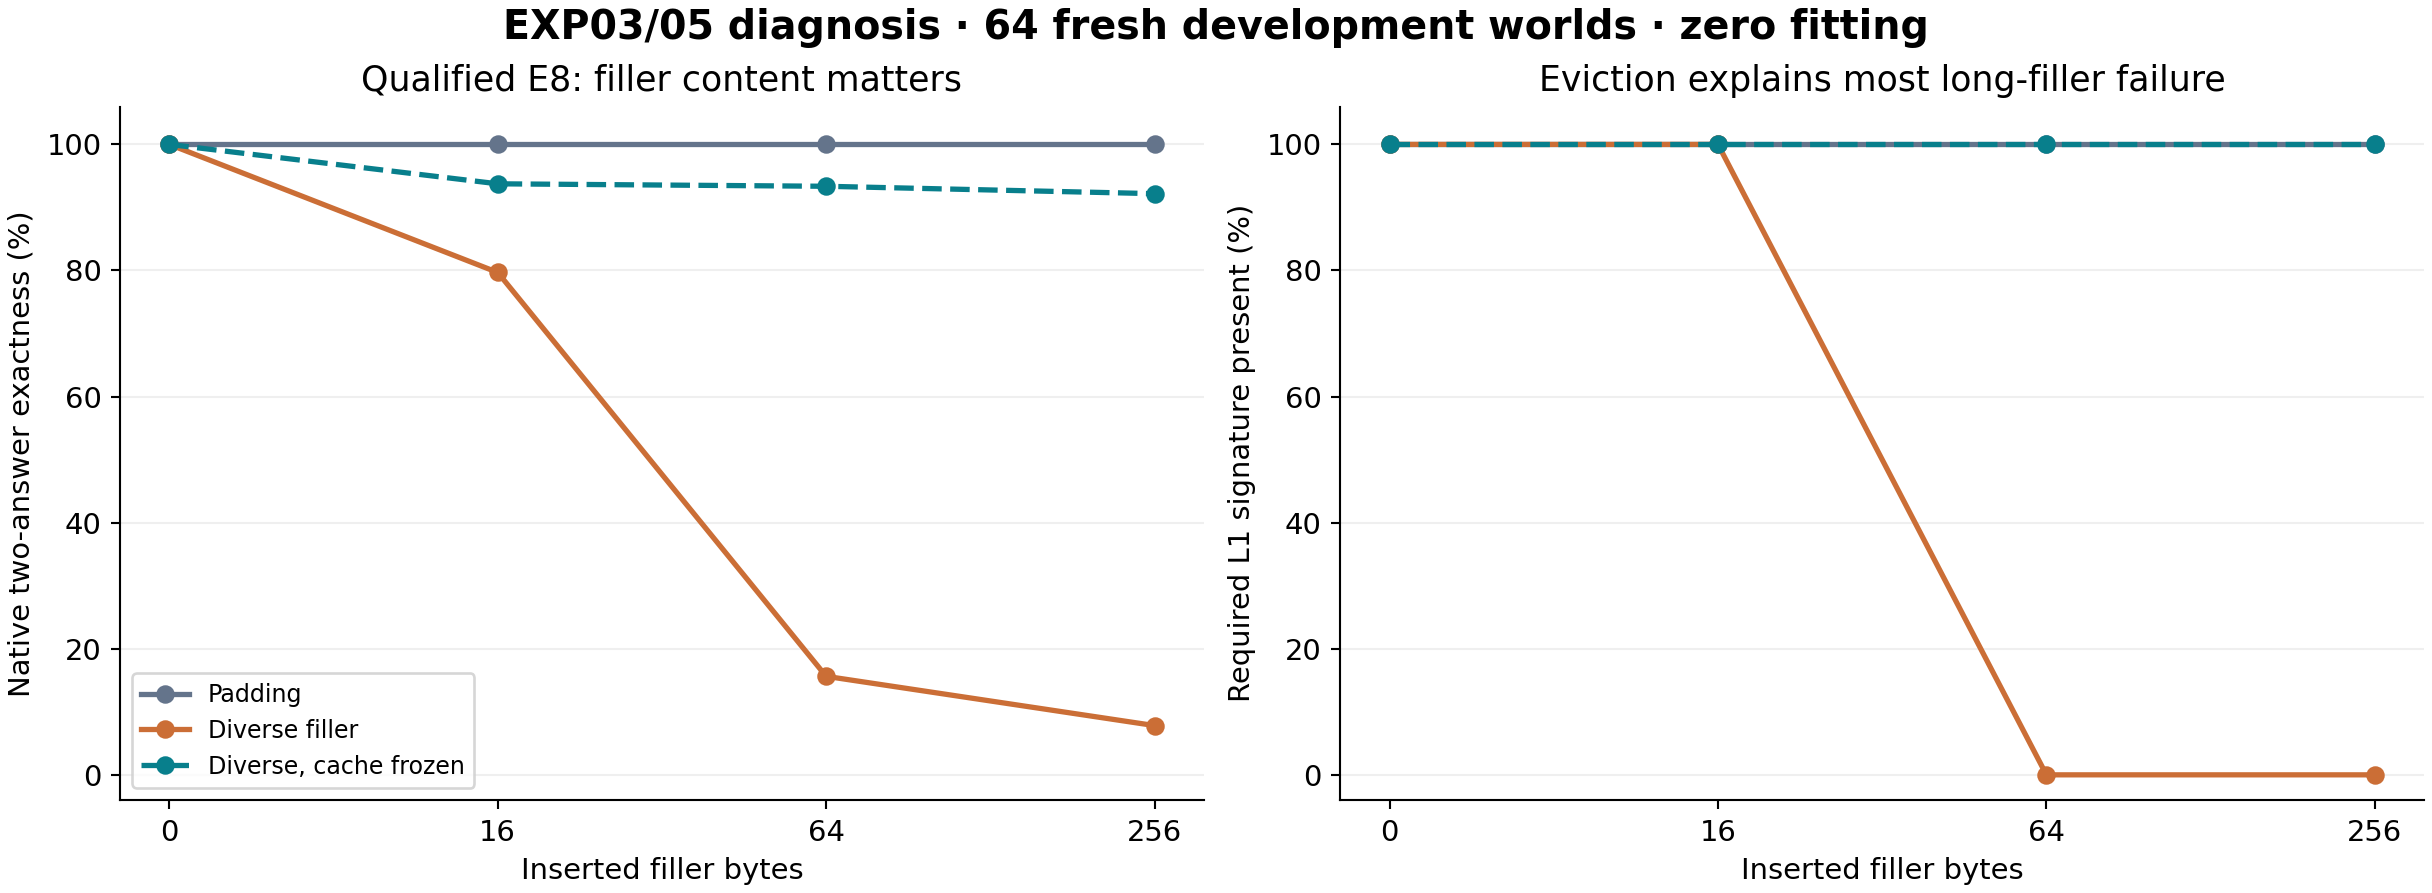 EXP03/05 diagnosis · 64 fresh development worlds · zero fitting
Qualified E8: filler content matters
Native two-answer exactness (%)
100
80
60
40
20
0
Padding
Diverse filler
Diverse, cache frozen
0 16 64 256
Inserted filler bytes
Eviction explains most long-filler failure
Required L1 signature present (%)
100
80
60
40
20
0
0 16 64 256
Inserted filler bytes